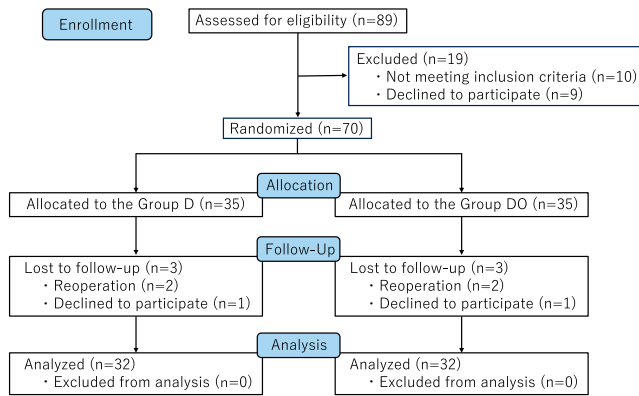 Enrollment
Assessed for eligibility (n=89)
Excluded (n=19)
・Not meeting inclusion criteria (n=10)
・Declined to participate (n=9)
Randomized (n=70)
Allocation
Allocated to the Group D (n=35)
Allocated to the Group DO (n=35)
Follow-Up
Lost to follow-up (n=3)
・Reoperation (n=2)
・Declined to participate (n=1)
Lost to follow-up (n=3)
・Reoperation (n=2)
・Declined to participate (n=1)
Analysis
Analyzed (n=32)
・Excluded from analysis (n=0)
Analyzed (n=32)
・Excluded from analysis (n=0)